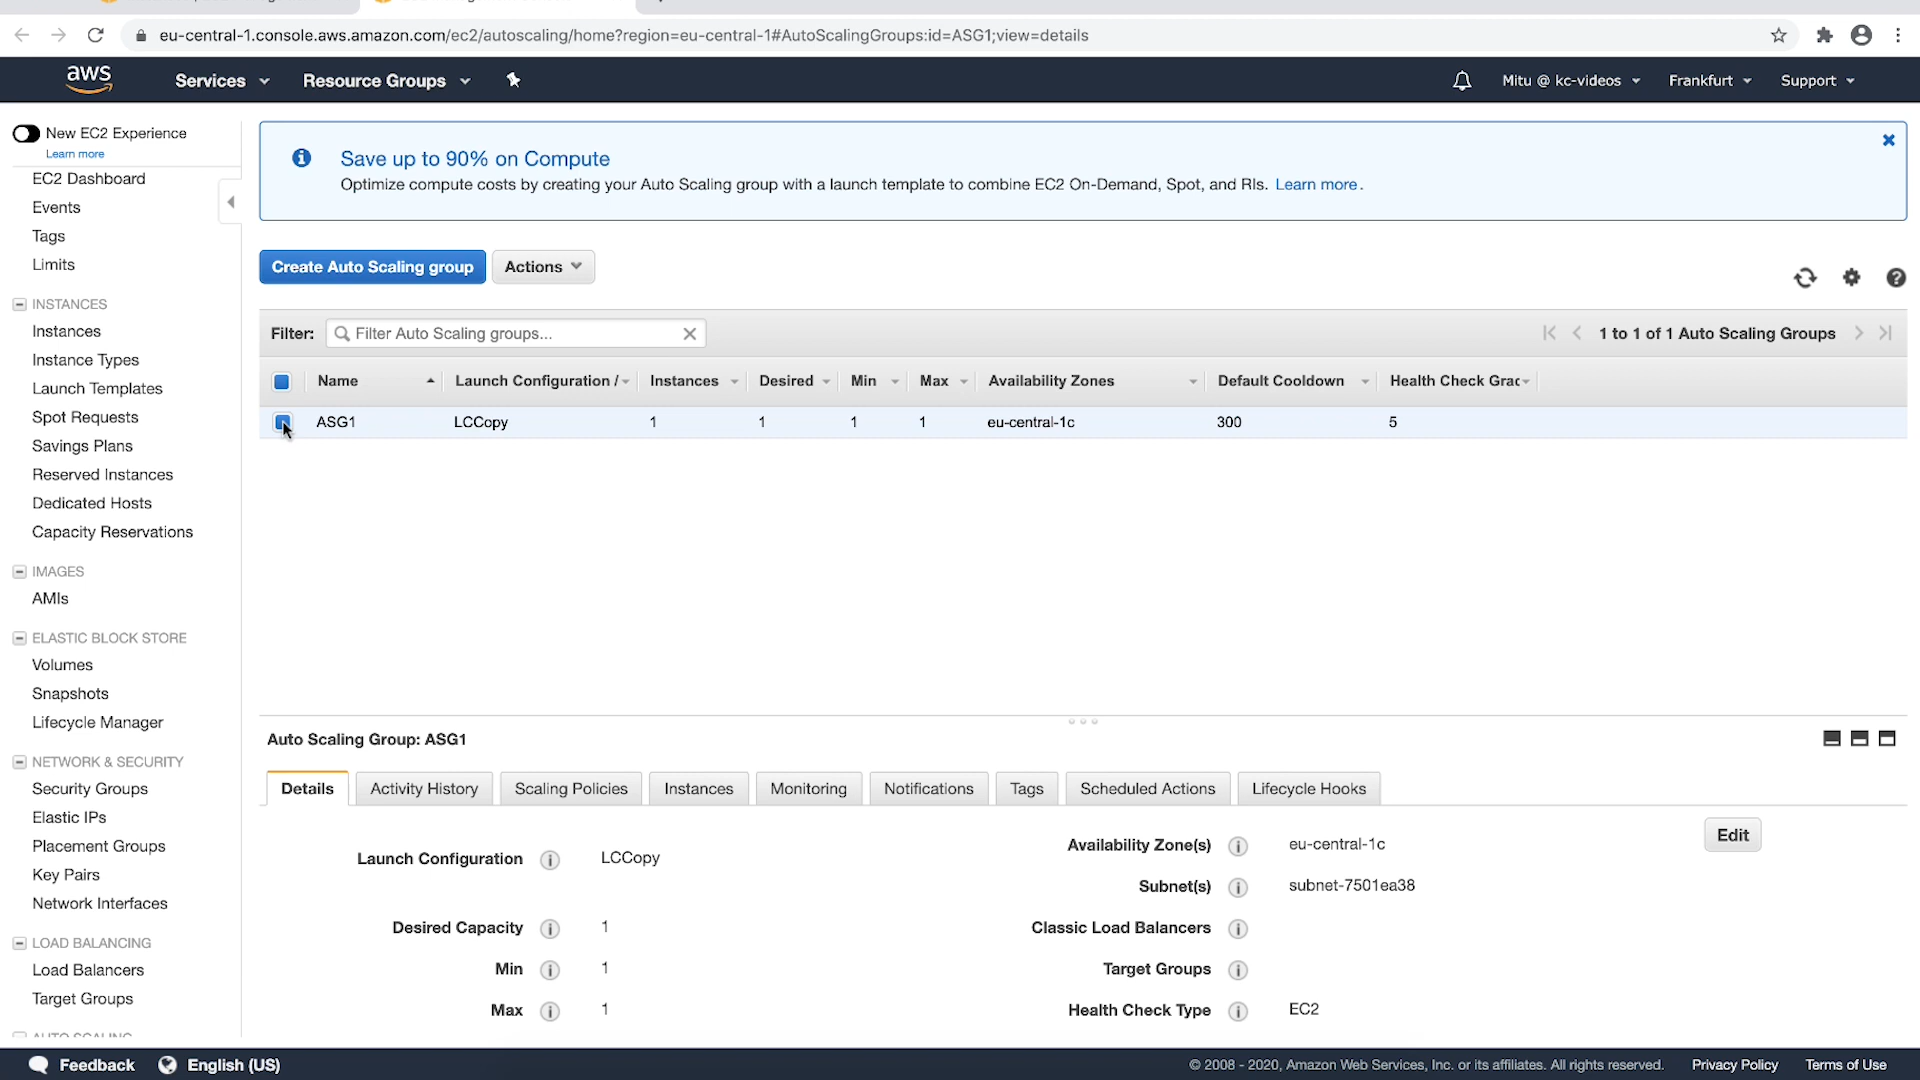 eu-central-1.console.aws.amazon.com/ec2/autoscaling/home?region=eu-central-1#AutoScalingGroups:id=ASG1;view=details
aws
Services
Resource Groups
Mitu @ kc-videos
Frankfurt
Support
New EC2 Experience
Learn more
EC2 Dashboard
Events
Tags
Limits
INSTANCES
Instances
Instance Types
Launch Templates
Spot Requests
Savings Plans
Reserved Instances
Dedicated Hosts
Capacity Reservations
IMAGES
AMIs
ELASTIC BLOCK STORE
Volumes
Snapshots
Lifecycle Manager
NETWORK & SECURITY
Security Groups
Elastic IPs
Placement Groups
Key Pairs
Network Interfaces
LOAD BALANCING
Load Balancers
Target Groups
AUTO SCALING
Save up to 90% on Compute
Optimize compute costs by creating your Auto Scaling group with a launch template to combine EC2 On-Demand, Spot, and RIs. Learn more.
Create Auto Scaling group
Actions
Filter: Filter Auto Scaling groups...
1 to 1 of 1 Auto Scaling Groups
Name Launch Configuration / Instances Desired Min Max Availability Zones Default Cooldown Health Check Grac
ASG1 LCCopy 1 1 1 1 eu-central-1c 300 5
Auto Scaling Group: ASG1
Details Activity History Scaling Policies Instances Monitoring Notifications Tags Scheduled Actions Lifecycle Hooks
Edit
Launch Configuration LCCopy
Desired Capacity 1
Min 1
Max 1
Availability Zone(s) eu-central-1c
Subnet(s) subnet-7501ea38
Classic Load Balancers
Target Groups
Health Check Type EC2
Feedback
English (US)
© 2008 - 2020, Amazon Web Services, Inc. or its affiliates. All rights reserved.
Privacy Policy
Terms of Use